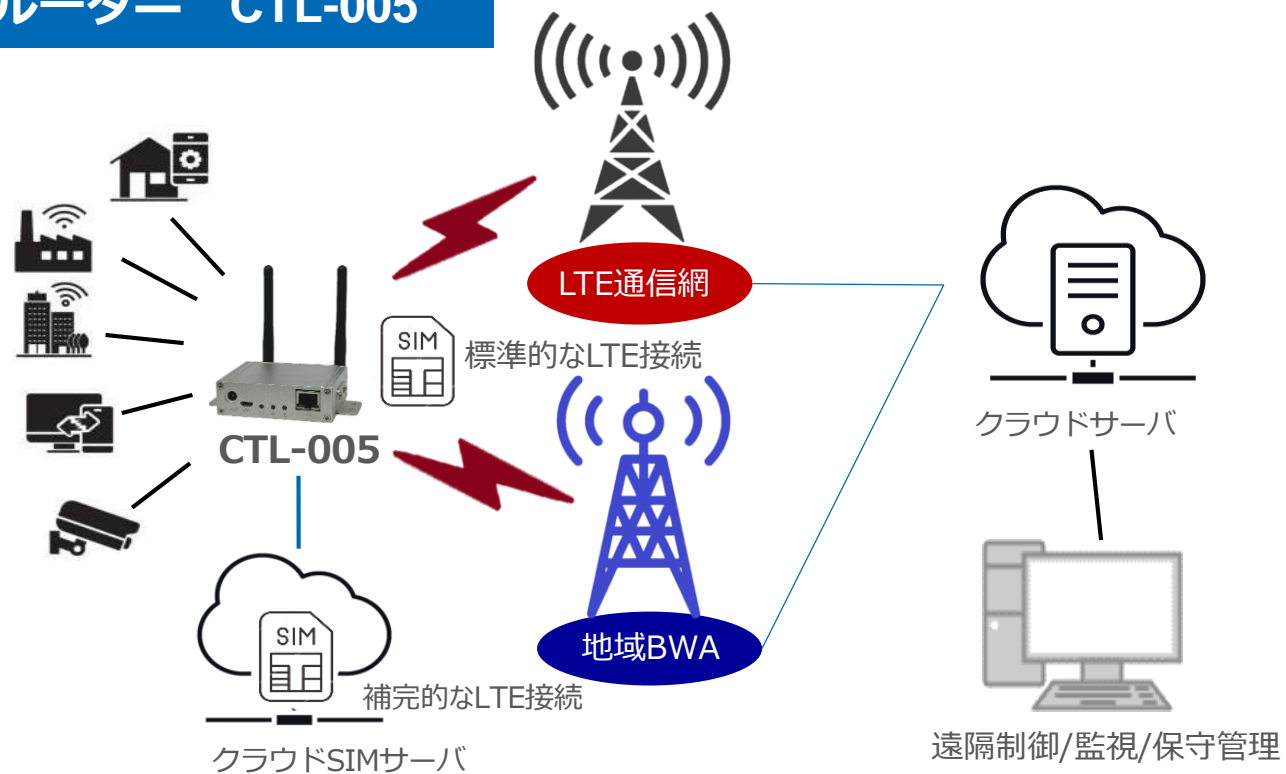 ルーター CTL-005
LTE通信網
SIM
標準的なLTE接続
CTL-005
クラウドサーバ
地域BWA
SIM
補完的なLTE接続
クラウドSIMサーバ
遠隔制御/監視/保守管理